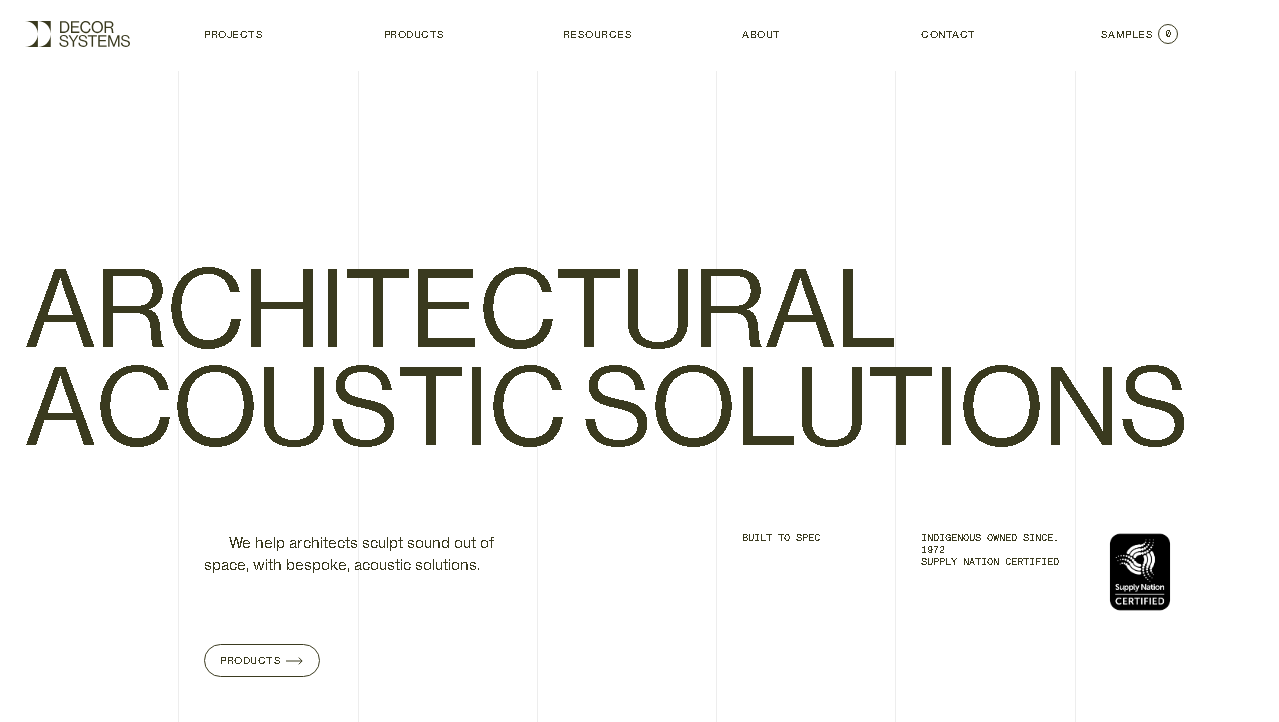 DECOR
SYSTEMS
PROJECTS
PRODUCTS
RESOURCES
ABOUT
CONTACT
SAMPLES 0
ARCHITECTURAL
ACOUSTIC SOLUTIONS
We help architects sculpt sound out of
space, with bespoke, acoustic solutions.
BUILT TO SPEC
INDIGENOUS OWNED SINCE.
1972
SUPPLY NATION CERTIFIED
Supply Nation
CERTIFIED
PRODUCTS